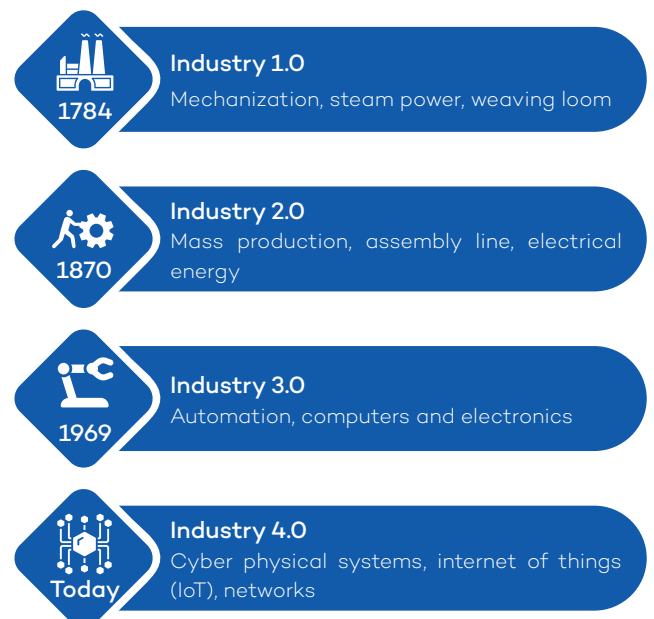 Industry 1.0
Mechanization, steam power, weaving loom
1784
Industry 2.0
Mass production, assembly line, electrical
energy
1870
Industry 3.0
Automation, computers and electronics
1969
Industry 4.0
Cyber physical systems, internet of things
(IoT), networks
Today